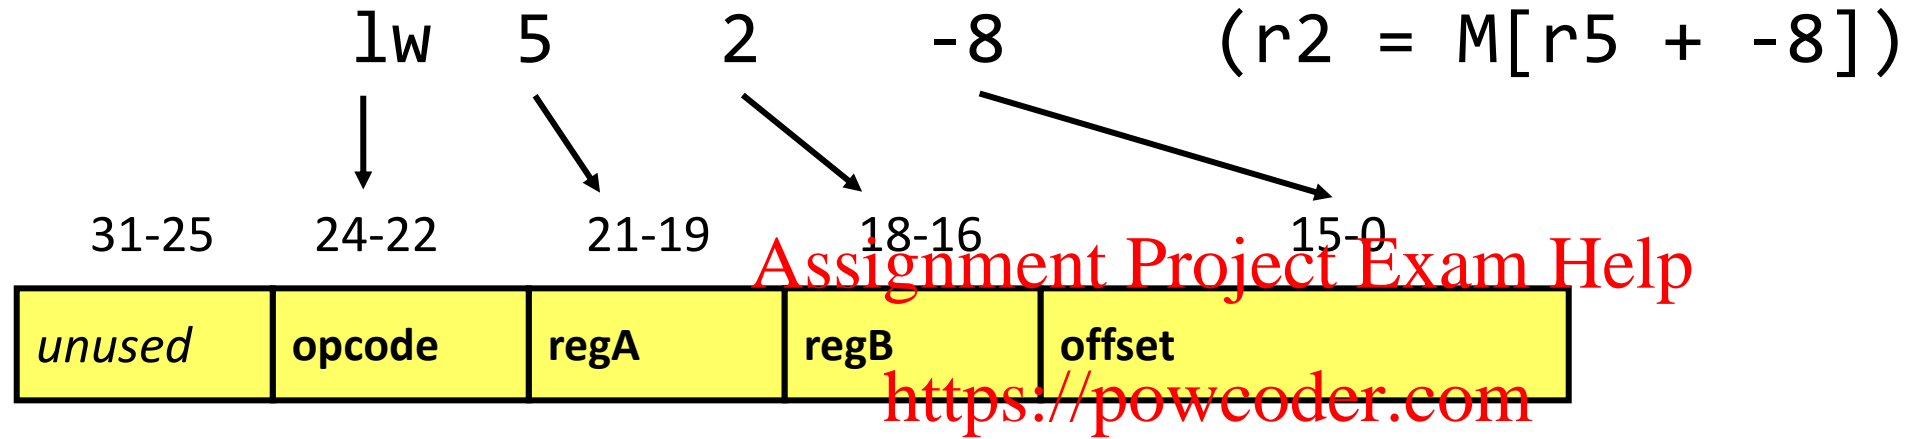 lw 5 2 -8 (r2 = M[r5 + -8])
31-25 24-22 21-19 18-16 15-0
Assignment Project Exam Help
unused opcode regA regB offset
https://powcoder.com